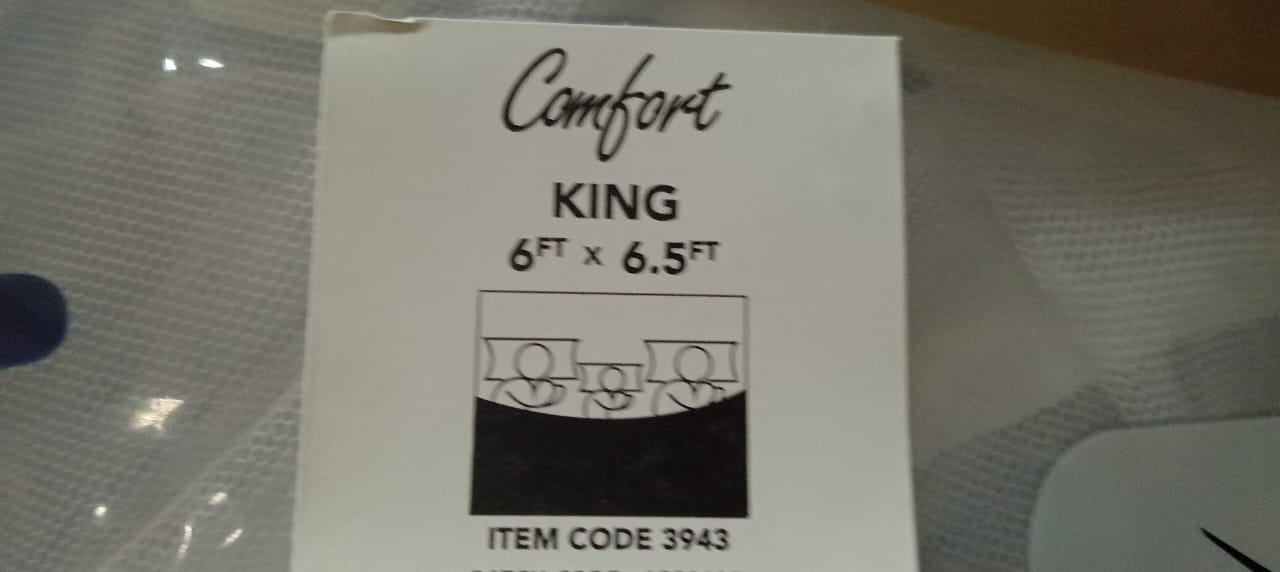 Comfort
KING
6FT x 6.5FT
ITEM CODE 3943